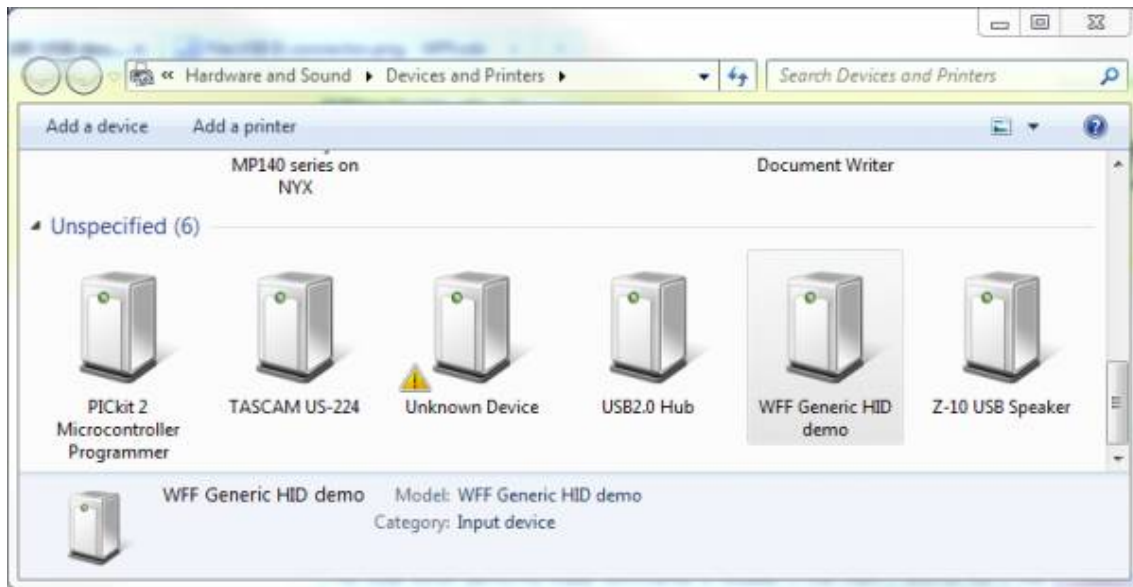 « Hardware and Sound ▸ Devices and Printers ▸ Search Devices and Printers
Add a device Add a printer
MP140 series on
NYX
Document Writer
Unspecified (6)
PICkit 2
Microcontroller
Programmer
TASCAM US-224
Unknown Device
USB2.0 Hub
WFF Generic HID
demo
Z-10 USB Speaker
WFF Generic HID demo Model: WFF Generic HID demo
Category: Input device